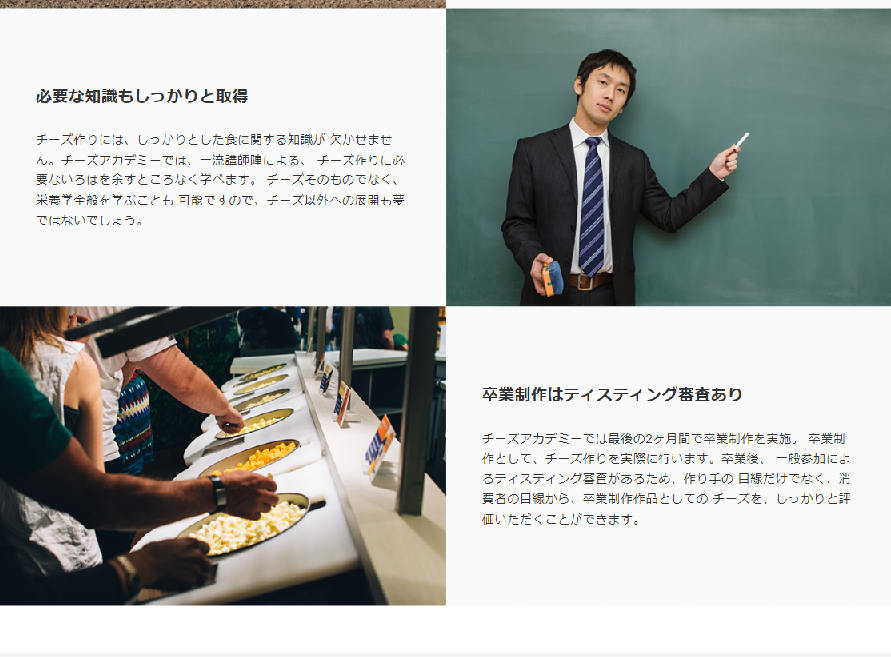 必要な知識もしっかりと取得
チーズ作りには、しっかりとした食に関する知識が 欠かせませ
ん。チーズアカデミーでは、一流講師陣による、 チーズ作りに必
要ないろはを余すところなく学べます。 チーズそのものでなく、
栄養学全般を学ぶことも 可能ですので、チーズ以外への展開も夢
ではないでしょう。
卒業制作はティスティング審査あり
チーズアカデミーでは最後の2ヶ月間で卒業制作を実施。 卒業制
作として、チーズ作りを実際に行います。卒業後、 一般参加によ
るティスティング審査があるため、作り手の 目線だけでなく、消
費者の目線から、卒業制作作品としての チーズを、しっかりと評
価いただくことができます。